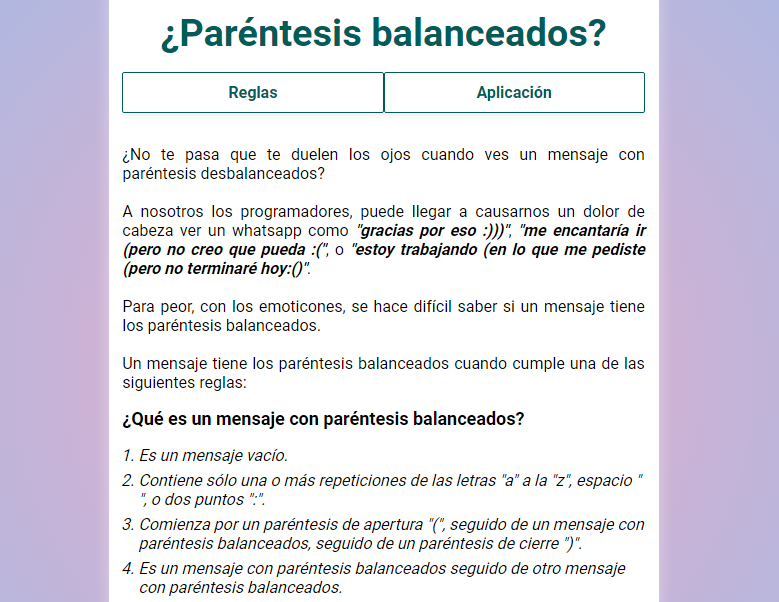 ¿Paréntesis balanceados?
Reglas
Aplicación
¿No te pasa que te duelen los ojos cuando ves un mensaje con
paréntesis desbalanceados?
A nosotros los programadores, puede llegar a causarnos un dolor de
cabeza ver un whatsapp como "gracias por eso :)))", "me encantaría ir
(pero no creo que pueda :(", o "estoy trabajando (en lo que me pediste
(pero no terminaré hoy:()".
Para peor, con los emoticones, se hace difícil saber si un mensaje tiene
los paréntesis balanceados.
Un mensaje tiene los paréntesis balanceados cuando cumple una de las
siguientes reglas:
¿Qué es un mensaje con paréntesis balanceados?
1. Es un mensaje vacío.
2. Contiene sólo una o más repeticiones de las letras "a" a la "z", espacio "
", o dos puntos ":".
3. Comienza por un paréntesis de apertura "(", seguido de un mensaje con
paréntesis balanceados, seguido de un paréntesis de cierre ")".
4. Es un mensaje con paréntesis balanceados seguido de otro mensaje
con paréntesis balanceados.